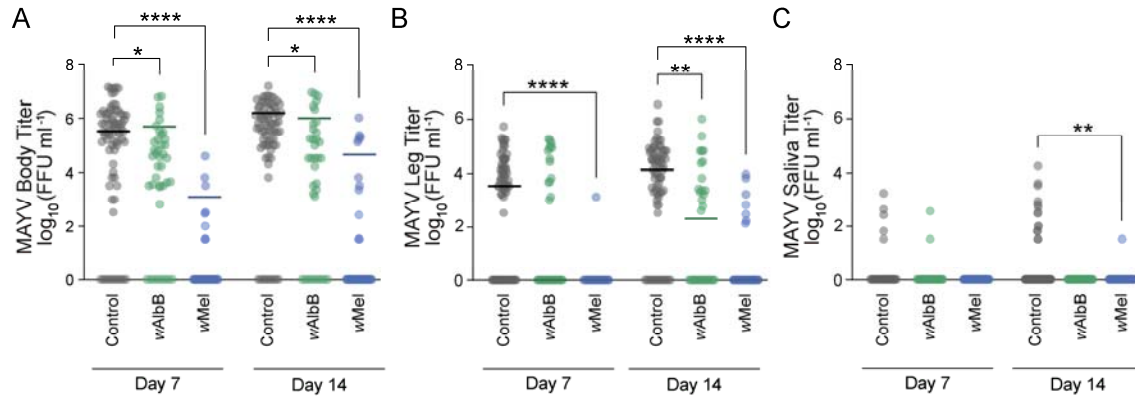 A
MAYV Body Titer
log10(FFU ml-1)
8
6
4
2
0
****
*
****
*
Control
wAlbB
wMel
Control
wAlbB
wMel
Day 7
Day 14
B
MAYV Leg Titer
log10(FFU ml-1)
8
6
4
2
0
****
****
**
Control
wAlbB
wMel
Control
wAlbB
wMel
Day 7
Day 14
C
MAYV Saliva Titer
log10(FFU ml-1)
8
6
4
2
0
**
Control
wAlbB
wMel
Control
wAlbB
wMel
Day 7
Day 14